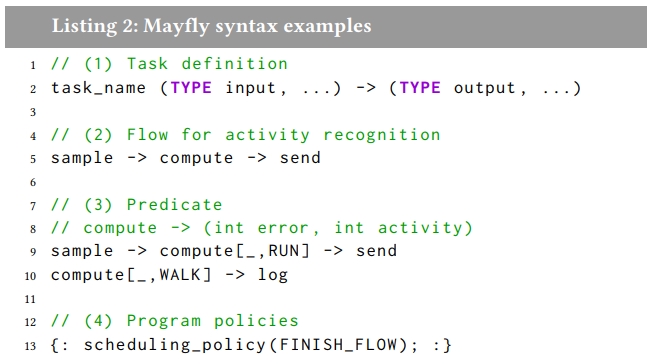 Listing 2: Mayfly syntax examples
1 // (1) Task definition
2 task_name (TYPE input, ...) -> (TYPE output, ...)
3
4 // (2) Flow for activity recognition
5 sample -> compute -> send
6
7 // (3) Predicate
8 // compute -> (int error, int activity)
9 sample -> compute[_,RUN] -> send
10 compute[_,WALK] -> log
11
12 // (4) Program policies
13 {: scheduling_policy(FINISH_FLOW); :}